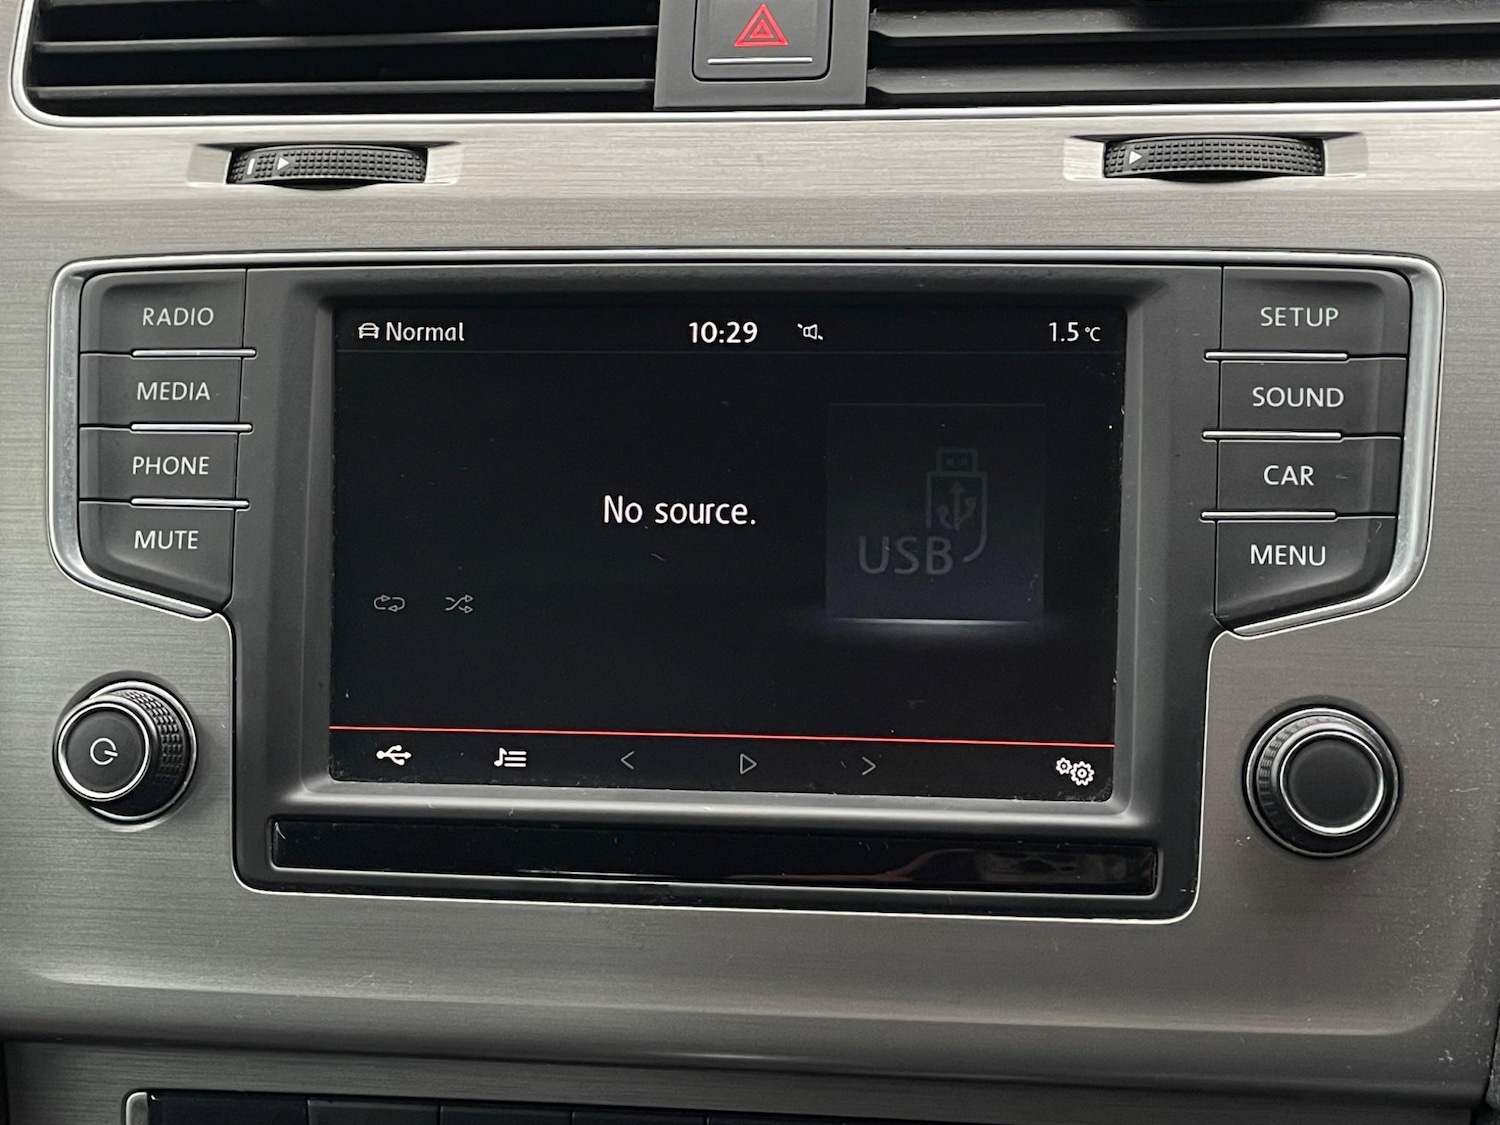 RADIO
MEDIA
PHONE
MUTE
Normal
10:29
1.5 °C
No source.
USB
SETUP
SOUND
CAR
MENU